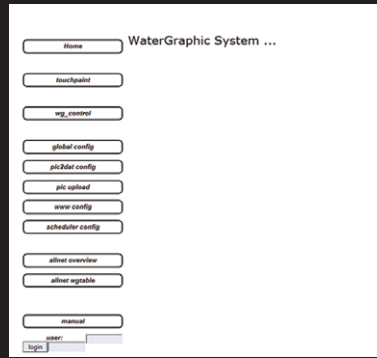 Home
WaterGraphic System ...
touchpaint
wg_control
global config
pic2dat config
pic upload
www config
scheduler config
allnet overview
allnet wgtable
manual
user:
login